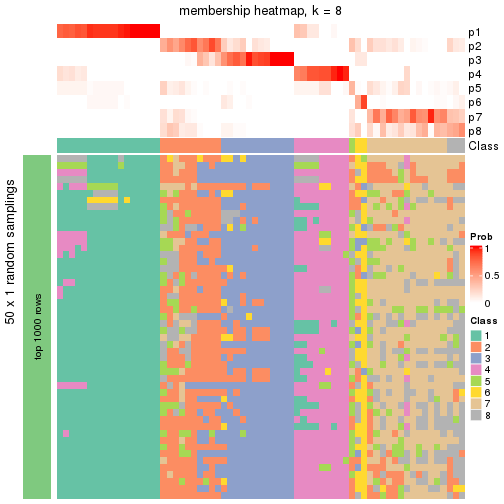 membership heatmap, k = 8
p1
p2
p3
p4
p5
p6
p7
p8
Class
50 x 1 random samplings
top 1000 rows
Prob
1
0.5
0
Class
1
2
3
4
5
6
7
8